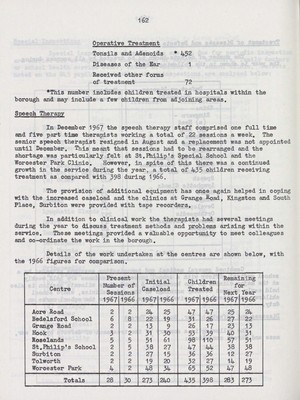 162
Operative Treatment
Tonsils and Adenoids * 452
Diseases of the Ear 1
Received other forms
of treatment 72
*This number includes children treated in hospitals within the
borough and may include a few children from adjoining areas.
Speech Therapy
In December 1967 the speech therapy staff comprised one full time
and five part time therapists working a total of 22 sessions a week. The
senior speech therapist resigned in August and a replacement was not appointed
until December. This meant that sessions had to be rearranged and the
shortage was particularly felt at St.Philip's Special School and the
Worcester Park Clinic. However, in spite of this there was a continued
growth in the service during the year, a total of 435 children receiving
treatment as compared with 398 during 1966.
The provision of additional equipment has once again helped in coping
with the increased caseload and the clinics at Grange Road, Kingston and South
Place, Surbiton were provided with tape recorders.
In addition to clinical work the therapists had several meetings
during the year to discuss treatment methods and problems arising within the
service. These meetings provided a valuable opportunity to meet colleagues
and co-ordinate the work in the borough.
Details of the work undertaken at the centres are shown below, with
the 1966 figures for comparison.
Centre Present Number of Sessions Initial Caseload Children Treated Remaining for Next Year
1967 1966 1967 1966 1967 1966 1967 1966
Acre Road 2 2 24 25 47 47 25 24
Bedelsford School 6 8 22 19 31 26 27 22
Grange Road 2 2 13 9 26 17 23 13
Hook 3 2 31 30 53 39 40 31
Roselands 5 5 51 61 98 110 57 51
St.Philip's School 2 5 38 27 47 44 38 38
Surbiton 2 2 27 15 36 36 12 27
Tolworth 2 2 19 20 32 27 14 19
Worcester Park 4 2 48 34 65 52 47 48
Totals 28 30 273 240 435 398 283 273